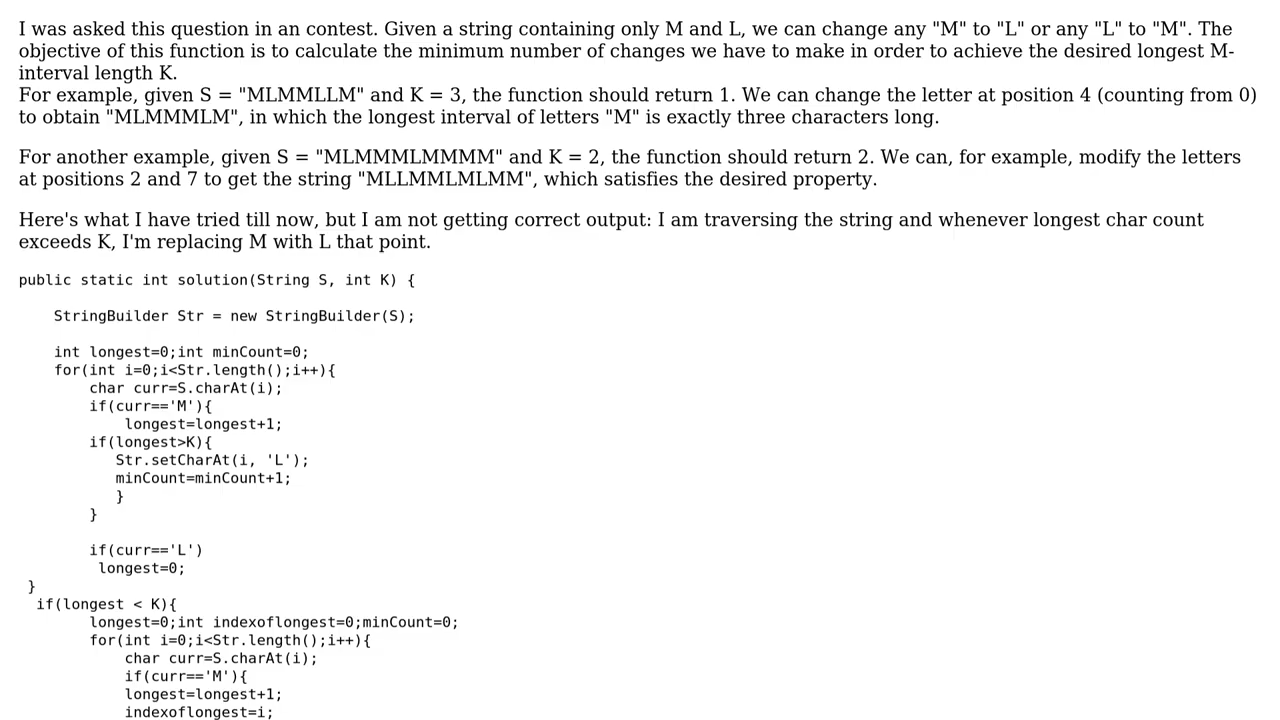 I was asked this question in an contest. Given a string containing only M and L, we can change any "M" to "L" or any "L" to "M". The
objective of this function is to calculate the minimum number of changes we have to make in order to achieve the desired longest M-
interval length K.
For example, given S = "MLMMLLM" and K = 3, the function should return 1. We can change the letter at position 4 (counting from 0)
to obtain "MLMMMLM", in which the longest interval of letters "M" is exactly three characters long.
For another example, given S = "MLMMMLMMMM" and K = 2, the function should return 2. We can, for example, modify the letters
at positions 2 and 7 to get the string "MLLMMLMLMM", which satisfies the desired property.
Here's what I have tried till now, but I am not getting correct output: I am traversing the string and whenever longest char count
exceeds K, I'm replacing M with L that point.
public static int solution(String S, int K) {
    StringBuilder Str = new StringBuilder(S);
    int longest=0;int minCount=0;
    for(int i=0;i<Str.length();i++){
        char curr=S.charAt(i);
        if(curr=='M'){
            longest=longest+1;
        if(longest>K){
           Str.setCharAt(i, 'L');
           minCount=minCount+1;
           }
        }
        if(curr=='L')
         longest=0;
 }
  if(longest < K){
        longest=0;int indexoflongest=0;minCount=0;
        for(int i=0;i<Str.length();i++){
            char curr=S.charAt(i);
            if(curr=='M'){
            longest=longest+1;
            indexoflongest=i;